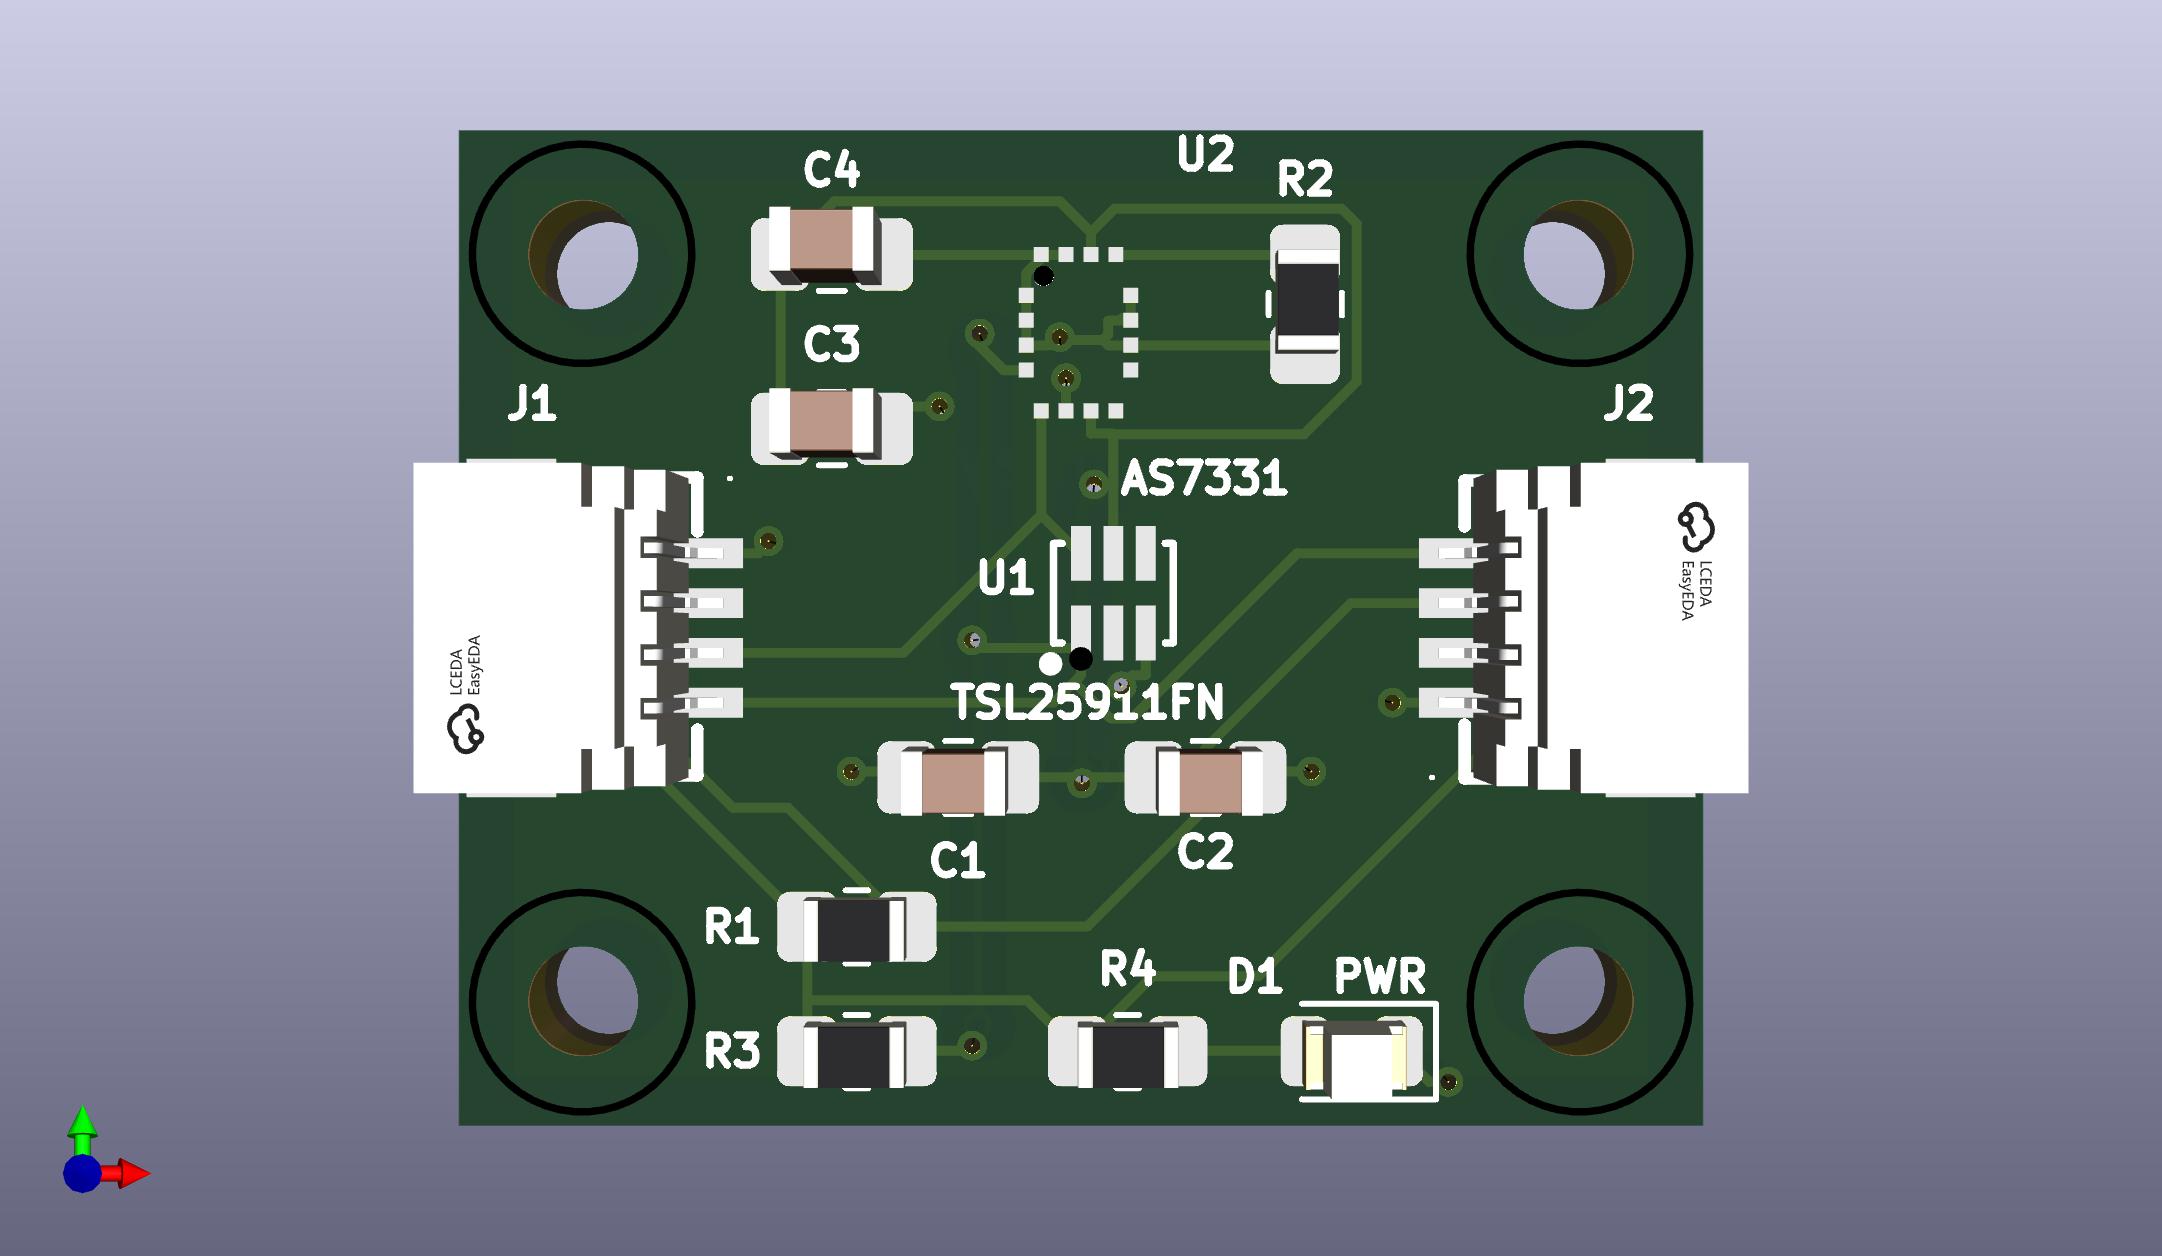 U2
C4
R2
C3
J1
J2
AS7331
U1
LCEDA
EasyEDA
LCEDA
EasyEDA
TSL25911FN
C1
C2
R1
R4
D1
PWR
R3